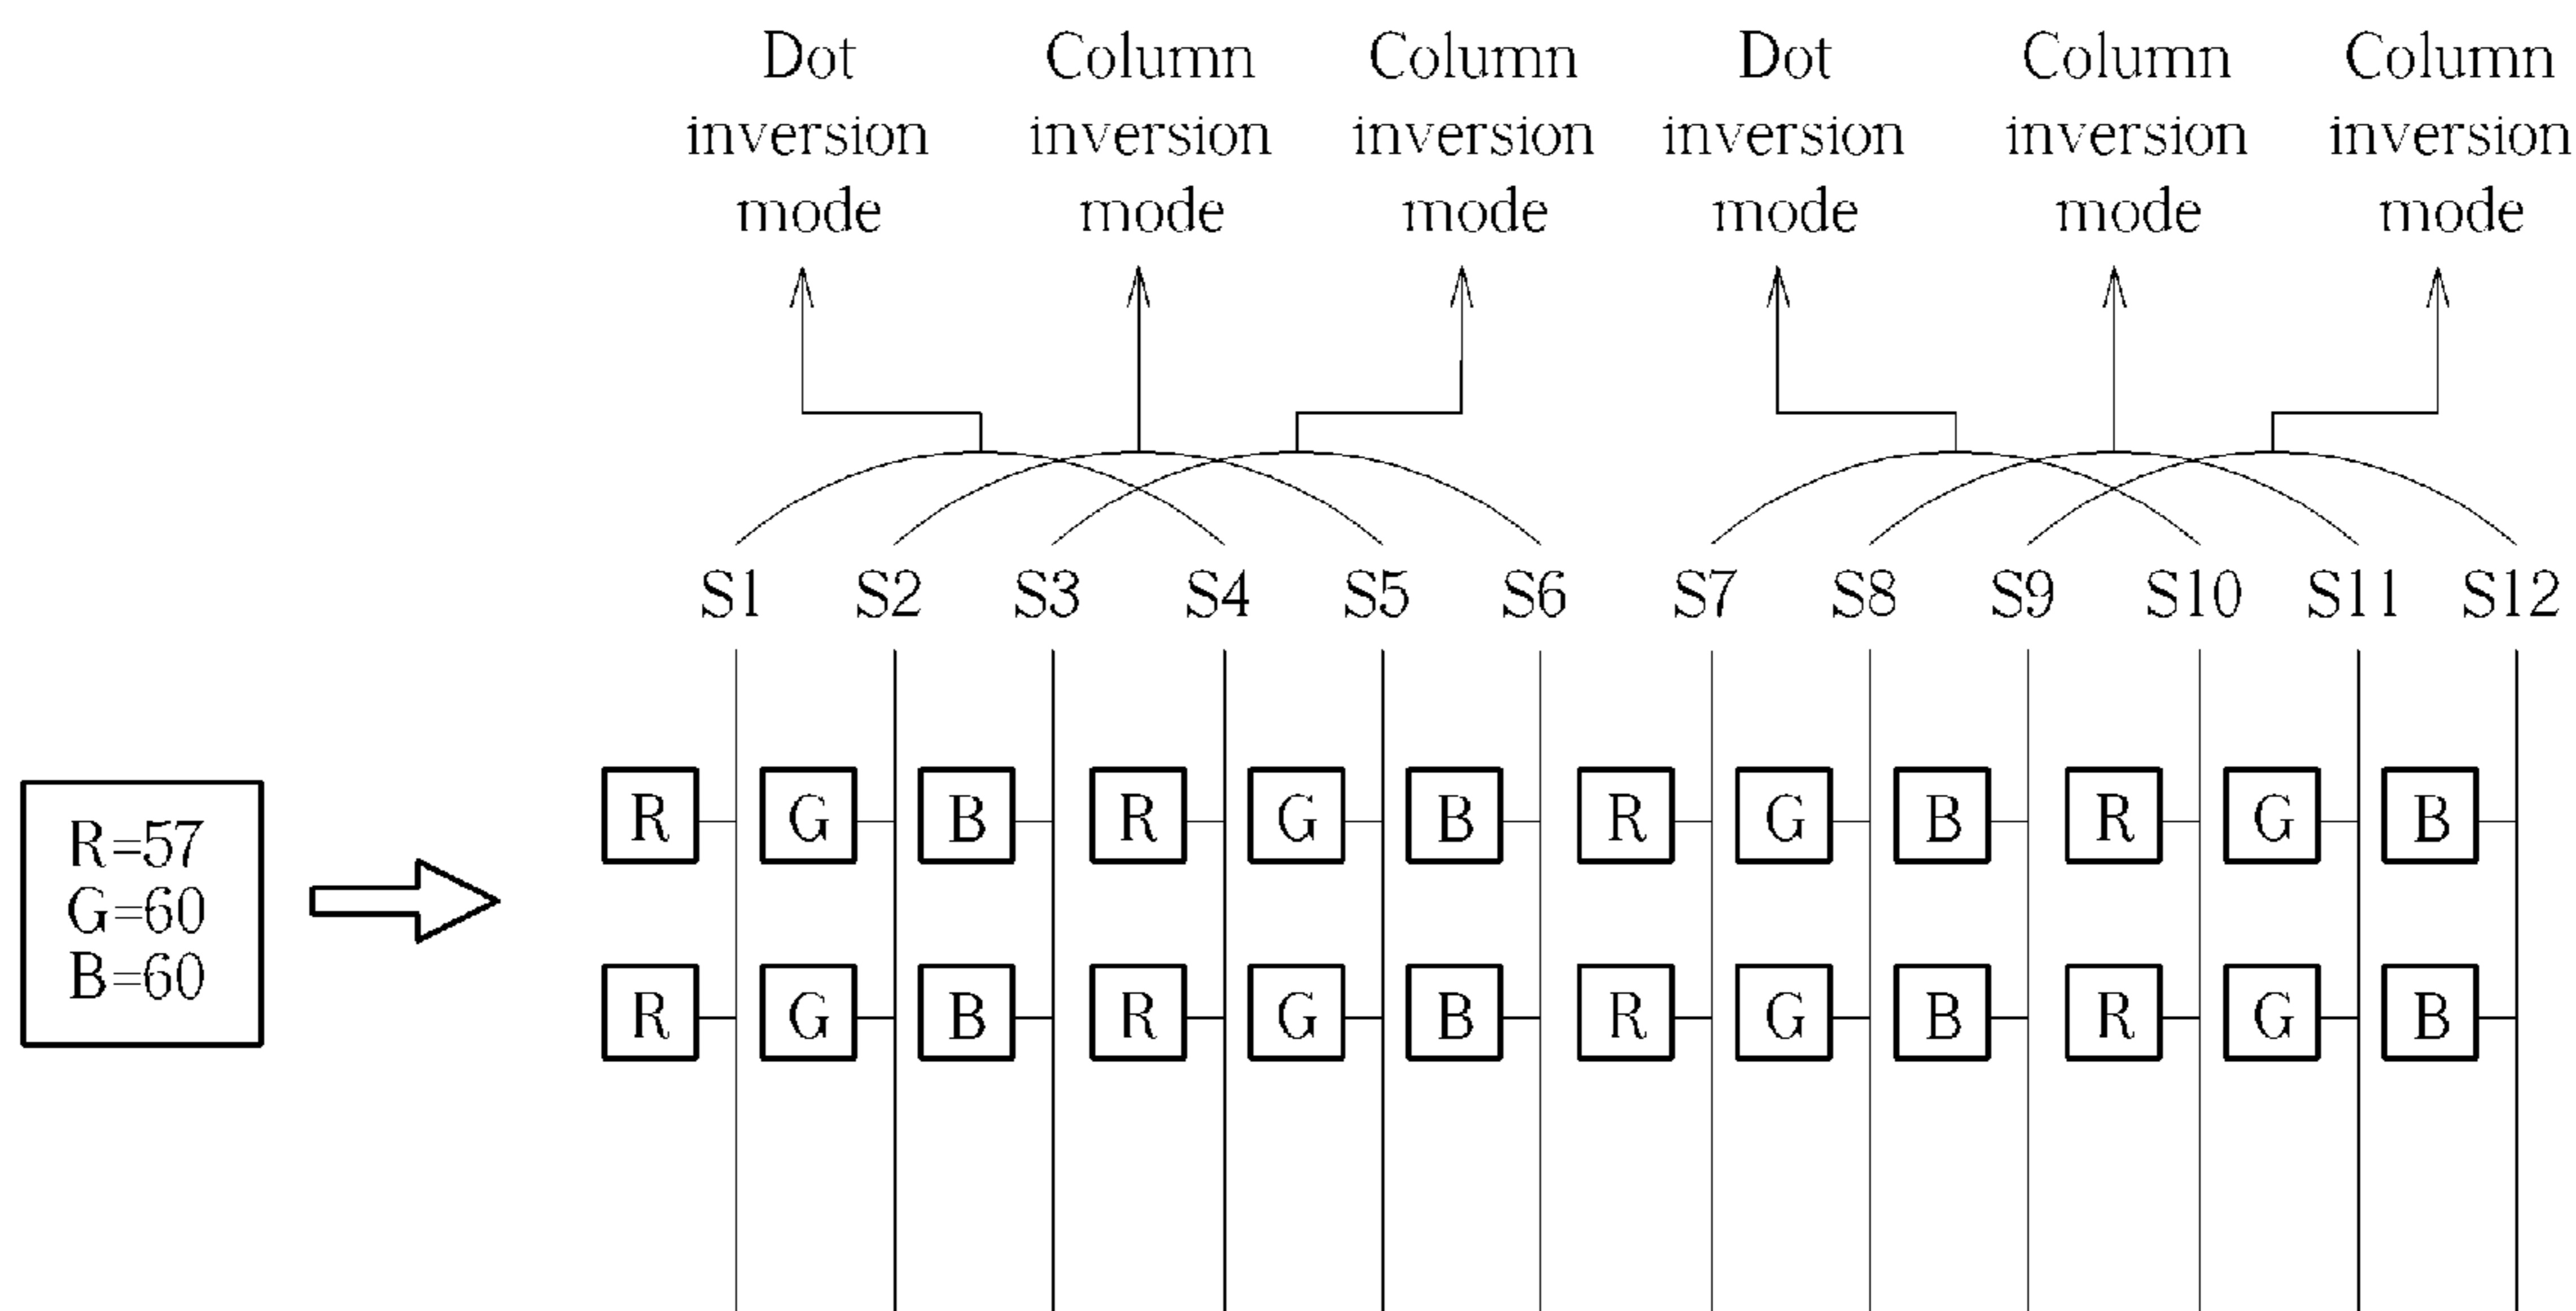 Dot Column Column Dot Column Column
inversion inversion inversion inversion inversion inversion
mode mode mode mode mode mode
S1 S2 S3 S4 S5 S6 S7 S8 S9 S10 S11 S12
R G B R G B R G B R G B
R=57
G=60
B=60
R G B R G B R G B R G B